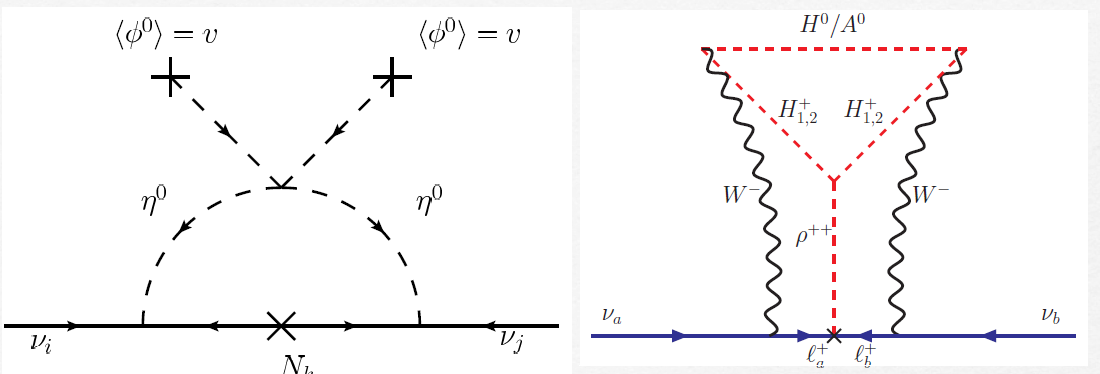 ⟨ϕ⁰⟩ = v
⟨ϕ⁰⟩ = v
η⁰
η⁰
νᵢ
νⱼ
H⁰/A⁰
H⁺₁,₂
H⁺₁,₂
W⁻
W⁻
ρ⁺⁺
νₐ
ν_b
ℓ⁺ₐ
ℓ⁺_b